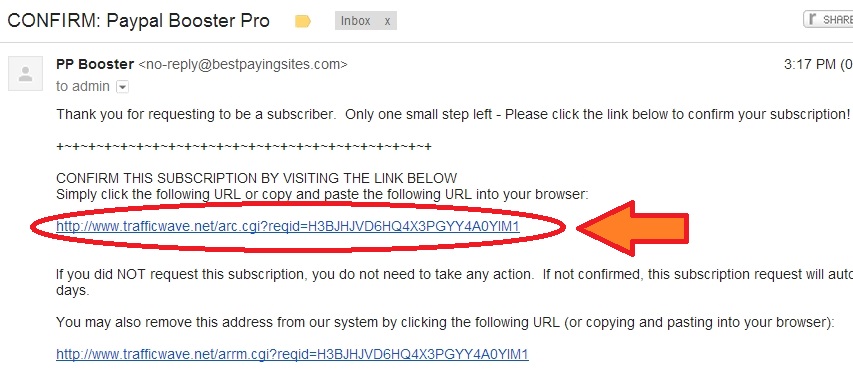 CONFIRM: Paypal Booster Pro Inbox x SHARE
PP Booster <no-reply@bestpayingsites.com> 3:17 PM (0
to admin
Thank you for requesting to be a subscriber. Only one small step left - Please click the link below to confirm your subscription!
+~+~+~+~+~+~+~+~+~+~+~+~+~+~+~+~+~+~+~+~+~+~+~+
CONFIRM THIS SUBSCRIPTION BY VISITING THE LINK BELOW
Simply click the following URL or copy and paste the following URL into your browser:
http://www.trafficwave.net/arc.cgi?reqid=H3BJHJVD6HQ4X3PGYY4A0YIM1
If you did NOT request this subscription, you do not need to take any action. If not confirmed, this subscription request will auto
days.
You may also remove this address from our system by clicking the following URL (or copying and pasting into your browser):
http://www.trafficwave.net/arrm.cgi?reqid=H3BJHJVD6HQ4X3PGYY4A0YIM1